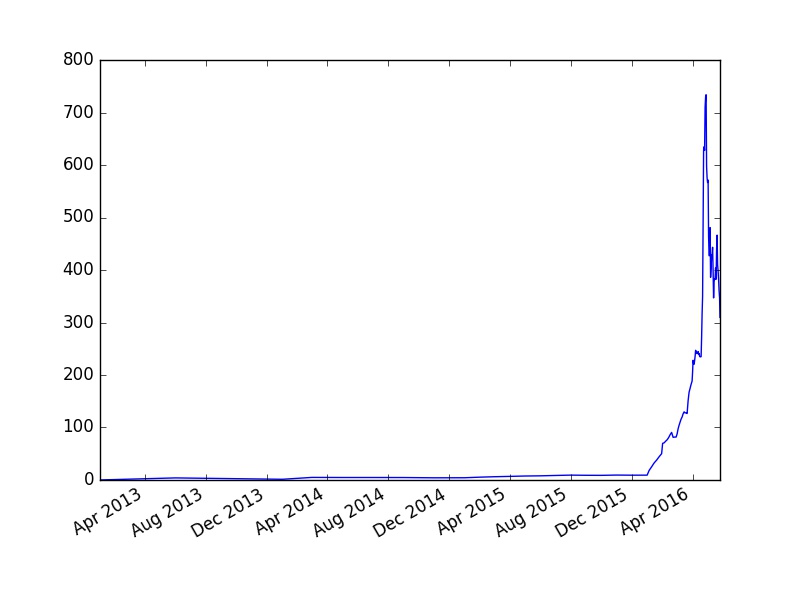 800
700
600
500
400
300
200
100
0
Apr 2013
Aug 2013
Dec 2013
Apr 2014
Aug 2014
Dec 2014
Apr 2015
Aug 2015
Dec 2015
Apr 2016